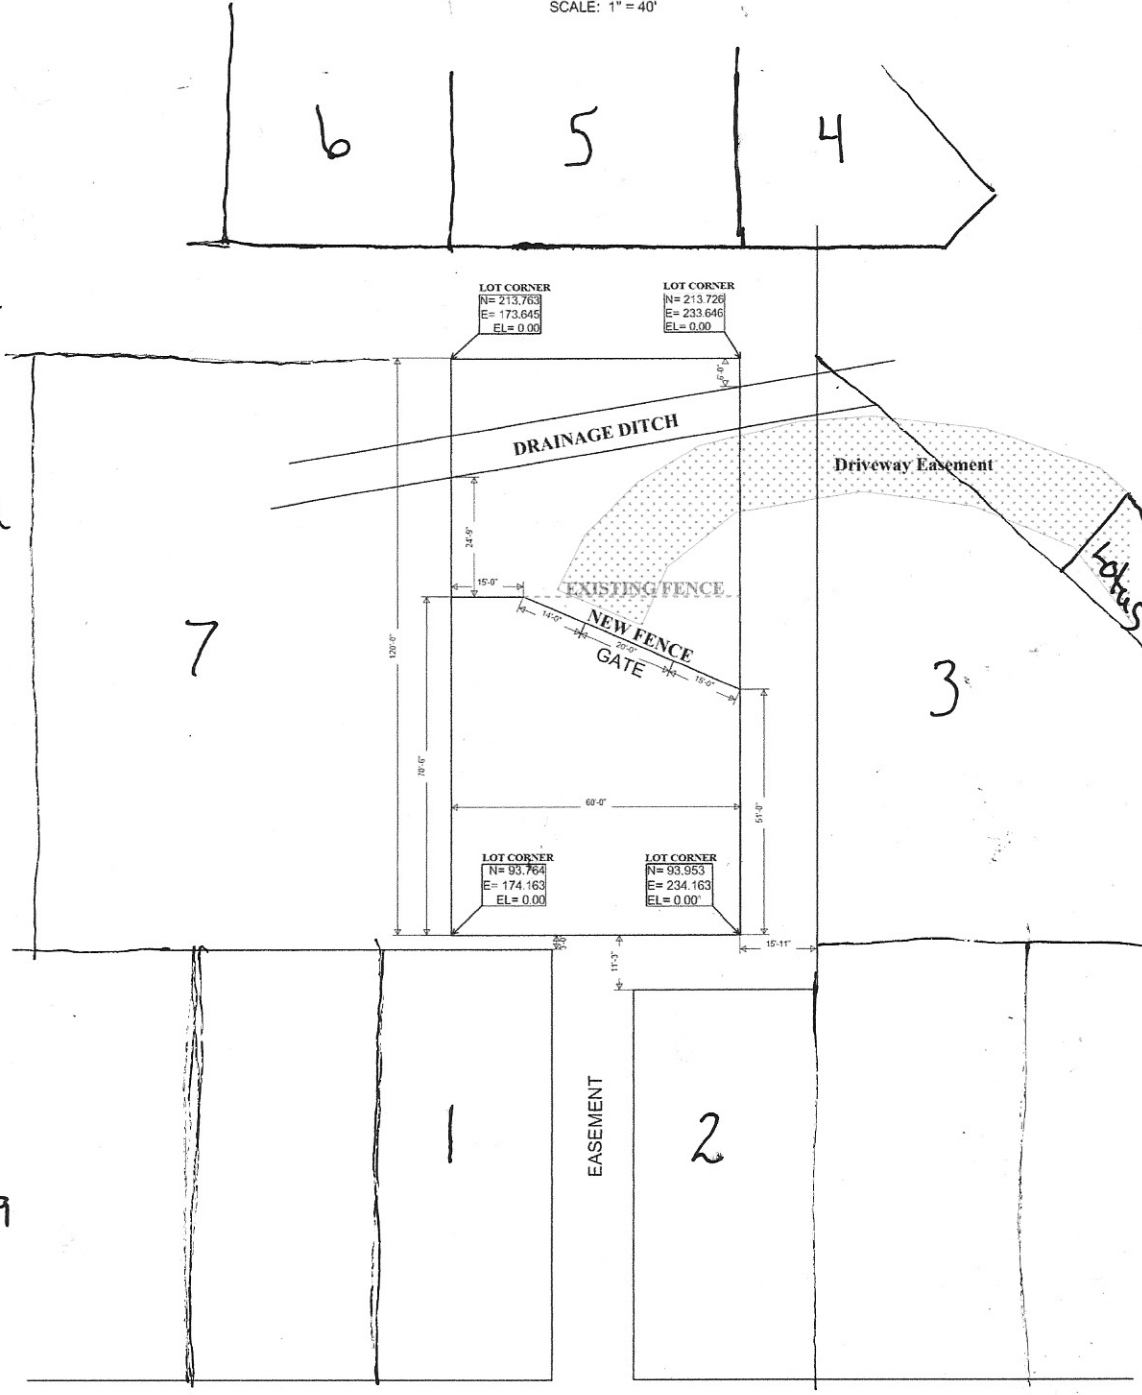 SCALE: 1" = 40'
6
5
4
LOT CORNER
N= 213.763
E= 173.645
EL= 0.00
LOT CORNER
N= 213.726
E= 233.646
EL= 0.00
6'-0"
DRAINAGE DITCH
Driveway Easement
Lotus
24'-9"
15'-0"
EXISTING FENCE
NEW FENCE
14'-0"
20'-0"
GATE
7
120'-0"
3
70'-6"
60'-0"
51'-0"
LOT CORNER
N= 93.764
E= 174.163
EL= 0.00
LOT CORNER
N= 93.953
E= 234.163
EL= 0.00'
15'-11"
11'-3"
EASEMENT
1
2